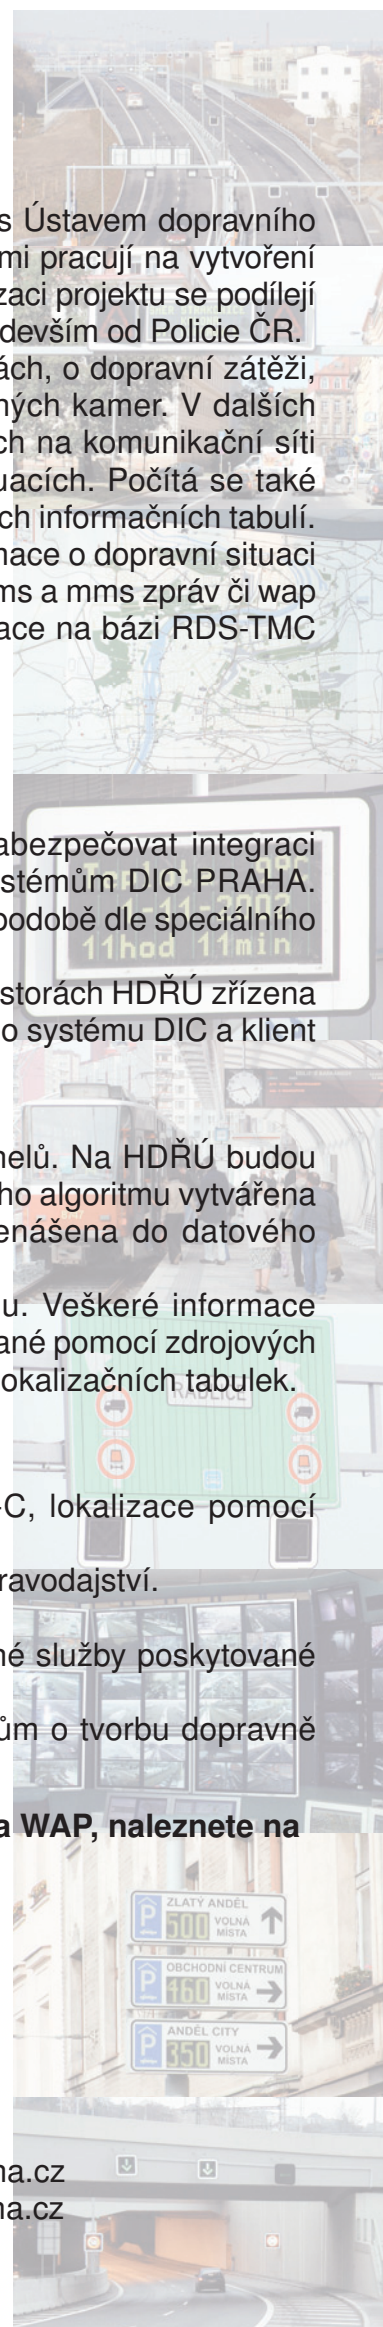 s Ústavem dopravního
mi pracují na vytvoření
zaci projektu se podílejí
devším od Policie ČR.
ách, o dopravní zátěži,
ných kamer. V dalších
ch na komunikační síti
uacích. Počítá se také
ch informačních tabulí.
mace o dopravní situaci
ms a mms zpráv či wap
ace na bázi RDS-TMC
abezpečovat integraci
stémům DIC PRAHA.
podobě dle speciálního
Teplota
1-11-2002
11hod 11min
storách HDŘÚ zřízena
o systému DIC a klient
nelů. Na HDŘÚ budou
ho algoritmu vytvářena
enášena do datového
u. Veškeré informace
ané pomocí zdrojových
okalizačních tabulek.
RADLICE
C, lokalizace pomocí
ravodajství.
né služby poskytované
ům o tvorbu dopravně
a WAP, naleznete na
P ZLATÝ ANDĚL
500 VOLNÁ MÍSTA
P OBCHODNÍ CENTRUM
460 VOLNÁ MÍSTA
P ANDĚL CITY
350 VOLNÁ MÍSTA
na.cz
na.cz